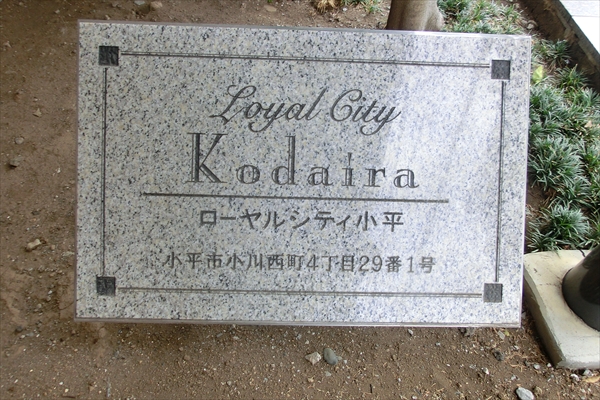 Loyal City
Kodaira
ローヤルシティ小平
小平市小川西町4丁目29番1号